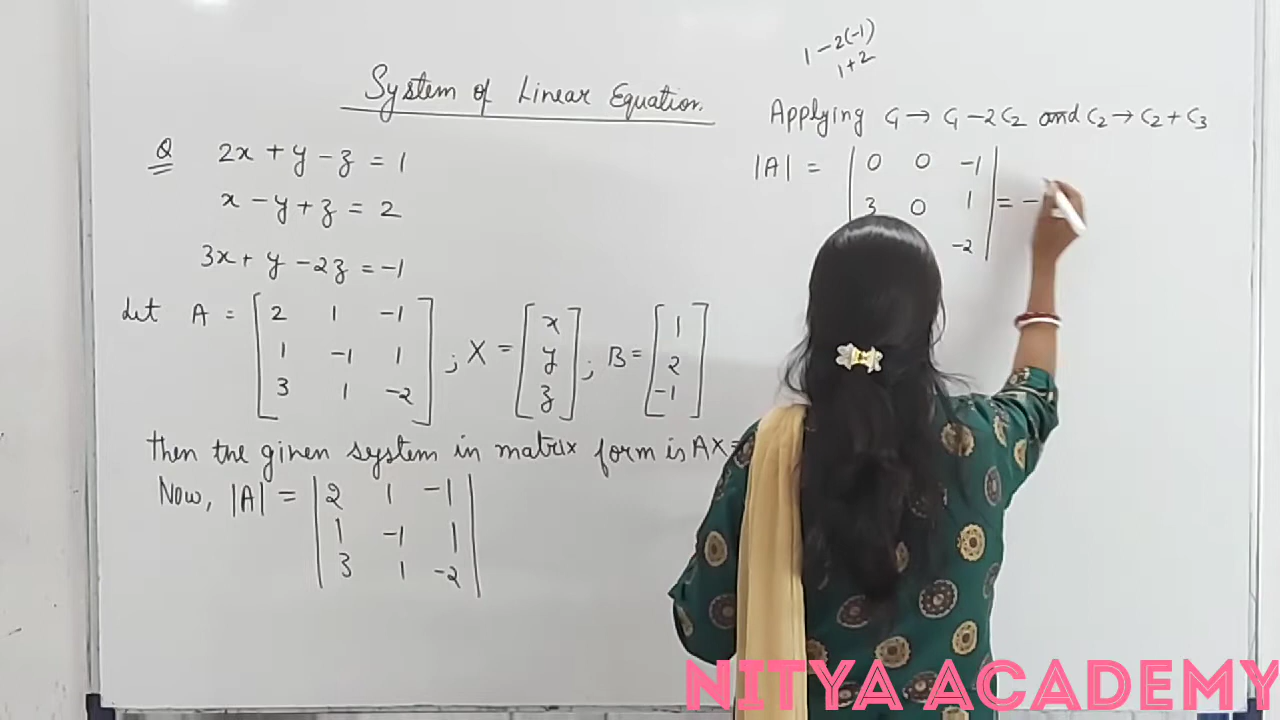 System of Linear Equation.
Q 2x + y - z = 1
x - y + z = 2
3x + y - 2z = -1
Let A = [ 2 1 -1
1 -1 1
3 1 -2 ] ; X = [ x
y
z ] ; B = [ 1
2
-1 ]
then the given system in matrix form is AX =
Now, |A| = | 2 1 -1
1 -1 1
3 1 -2 |
1 - 2(-1)
1 + 2
Applying C1 → C1 - 2C2 and C2 → C2 + C3
|A| = | 0 0 -1
3 0 1 | = -
-2
NITYA ACADEMY